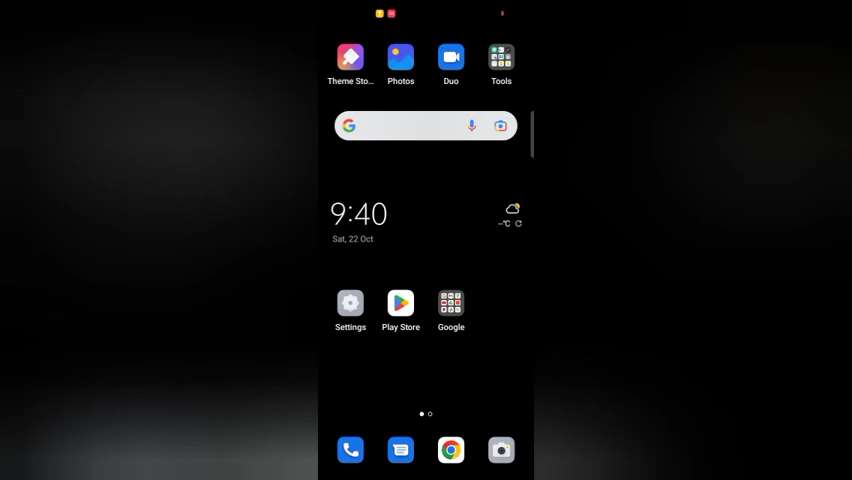 Theme Sto...
Photos
Duo
Tools
9:40
--°C
Sat, 22 Oct
Settings
Play Store
Google